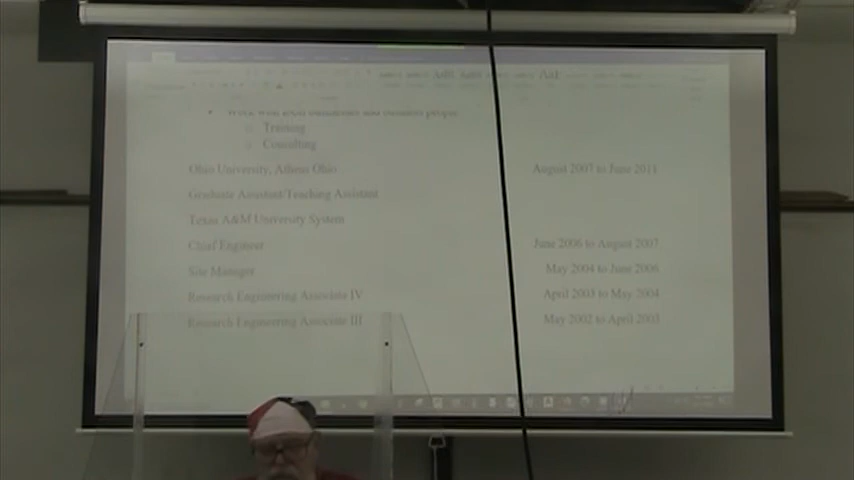 Training
Consulting
Ohio University, Athens Ohio August 2007 to June 2011
Graduate Assistant/Teaching Assistant
Texas A&M University System
Chief Engineer June 2006 to August 2007
Site Manager May 2004 to June 2006
Research Engineering Associate IV April 2003 to May 2004
Research Engineering Associate III May 2002 to April 2003